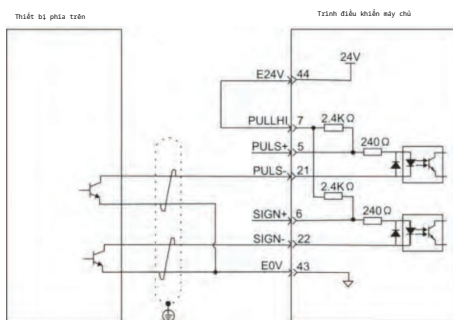 Thiết bị phía trên
Trình điều khiển máy chủ
24V
E24V 44
PULLHI 7
2.4KΩ
PULS+ 5
240Ω
PULS- 21
2.4KΩ
SIGN+ 6
240Ω
SIGN- 22
E0V 43